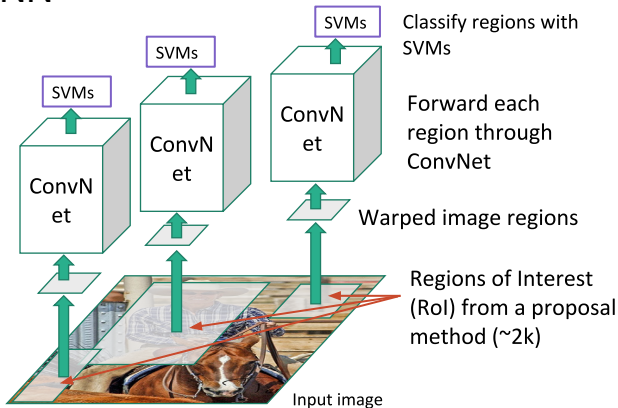 SVMs
Classify regions with
SVMs
SVMs
SVMs
ConvN
et
Forward each
region through
ConvNet
ConvN
et
ConvN
et
Warped image regions
Regions of Interest
(RoI) from a proposal
method (~2k)
Input image